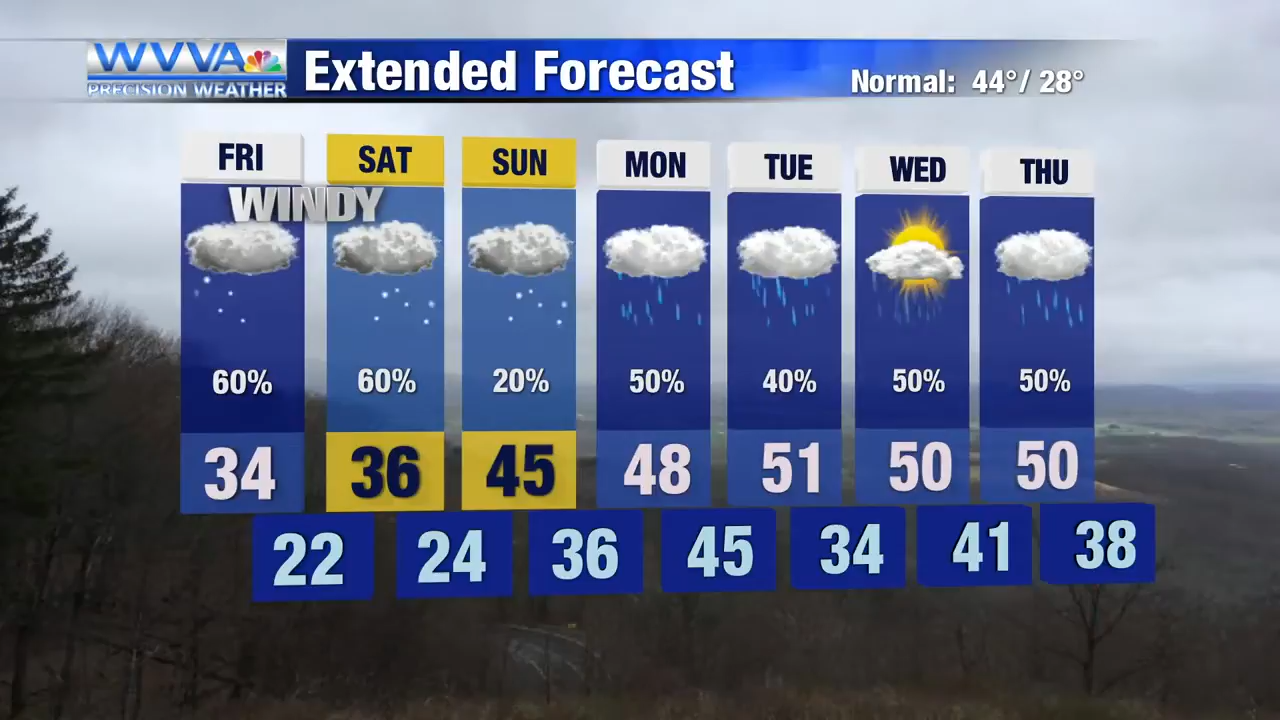 WVVA
PRECISION WEATHER
Extended Forecast
Normal: 44°/ 28°
FRI SAT SUN MON TUE WED THU
WINDY
60% 60% 20% 50% 40% 50% 50%
34 36 45 48 51 50 50
22 24 36 45 34 41 38